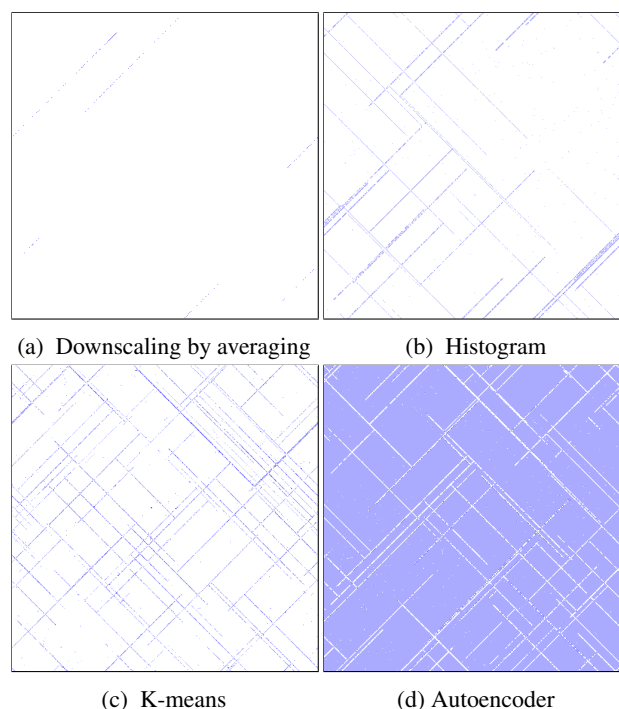 (a) Downscaling by averaging
(b) Histogram
(c) K-means
(d) Autoencoder